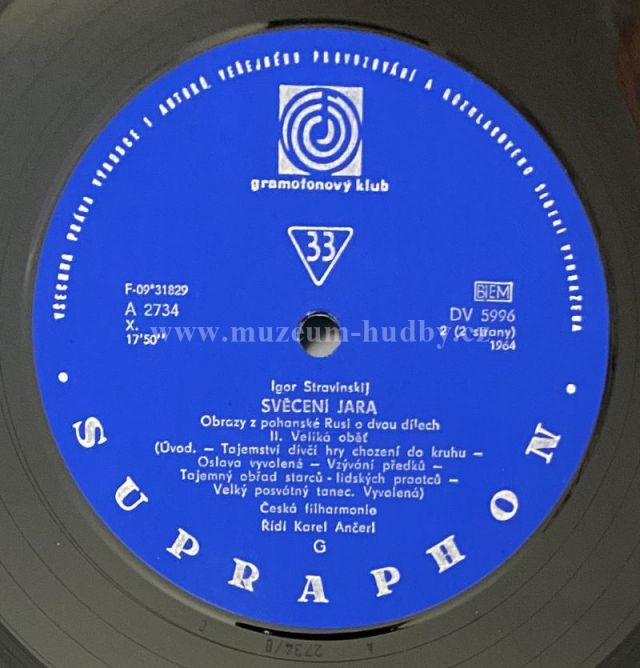 VŠECHNA PRÁVA VÝROBCE I AUTORŮ, VEŘEJNÉHO PROVOZOVÁNÍ A ROZHLASOVÉHO ŠÍŘENÍ VYHRAZENA
gramofonový klub
33
F-09*31829
A 2734
X.
17'50"
BIEM
DV 5996
2 (2 strany)
1964
www.muzeum-hudby.cz
Igor Stravinskij
SVĚCENÍ JARA
Obrazy z pohanské Rusi o dvou dílech
II. Veliká oběť
(Úvod. – Tajemství dívčí hry chození do kruhu –
Oslava vyvolené – Vzývání předků –
Tajemný obřad starců - lidských praotců –
Velký posvátný tanec. Vyvolená)
Česká filharmonie
Řídí Karel Ančerl
G
• SUPRAPHON •
A 2734/B C